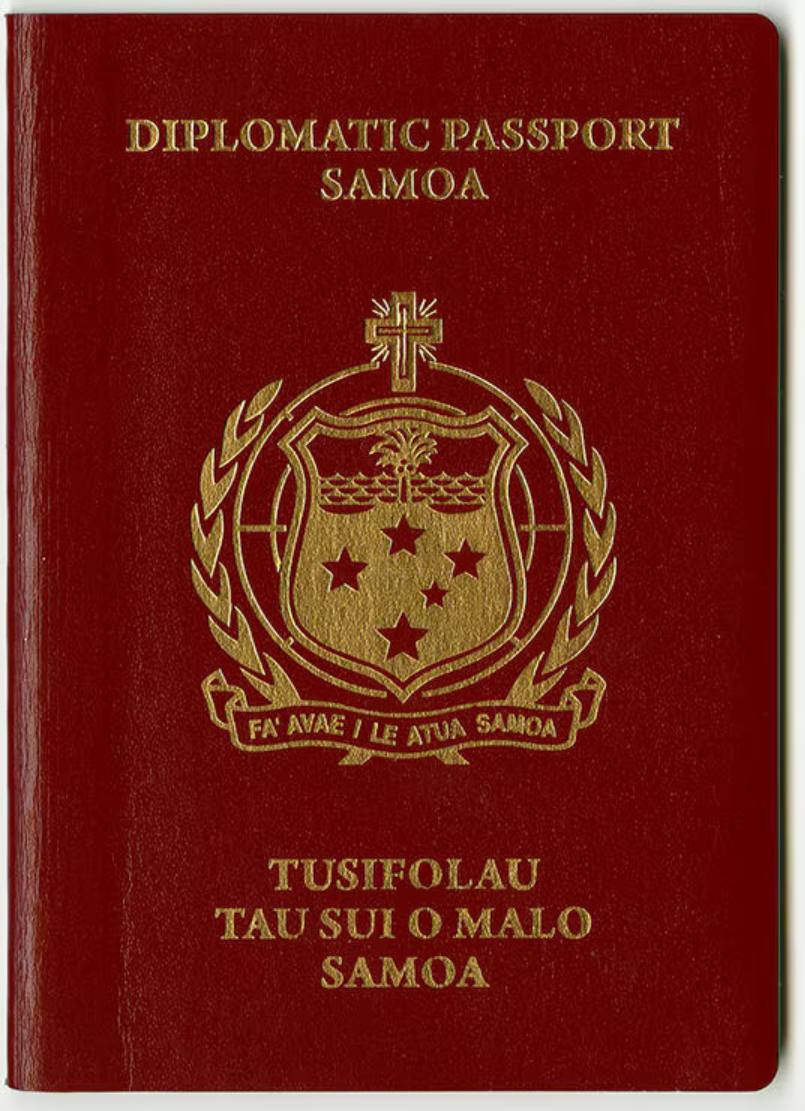 DIPLOMATIC PASSPORT
SAMOA
FA' AVAE I LE ATUA SAMOA
TUSIFOLAU
TAU SUI O MALO
SAMOA